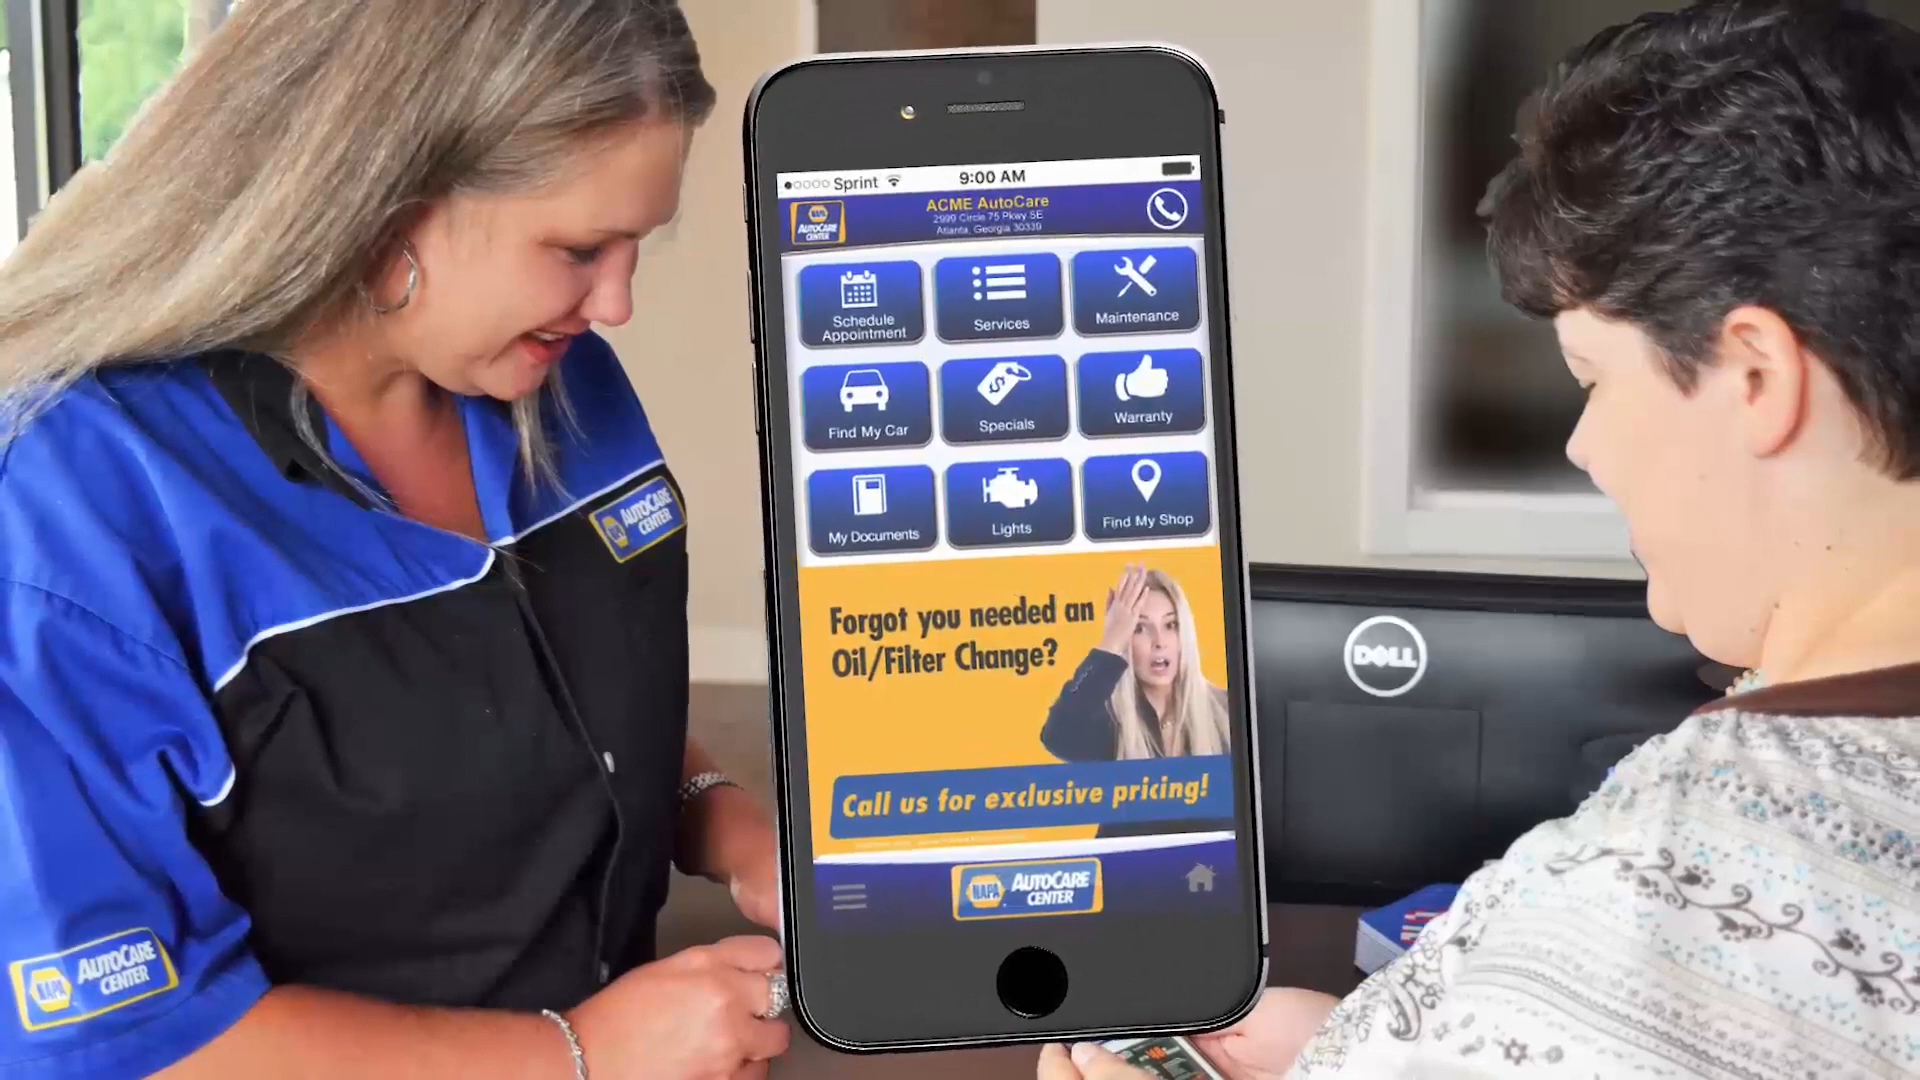 Sprint 9:00 AM
NAPA
AUTOCARE
CENTER
ACME AutoCare
2999 Circle 75 Pkwy SE
Atlanta, Georgia 30339
Schedule
Appointment
Services
Maintenance
Find My Car
Specials
Warranty
My Documents
Lights
Find My Shop
Forgot you needed an
Oil/Filter Change?
Call us for exclusive pricing!
NAPA
AUTOCARE
CENTER
AUTOCARE
CENTER
NAPA
AUTOCARE
CENTER
DELL